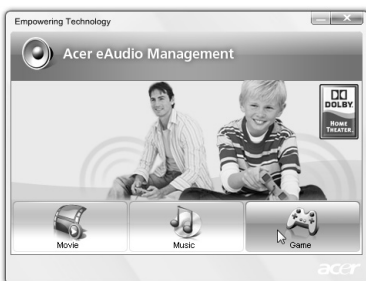 Empowering Technology
Acer eAudio Management
DOLBY
HOME
THEATER
Movie
Music
Game
acer